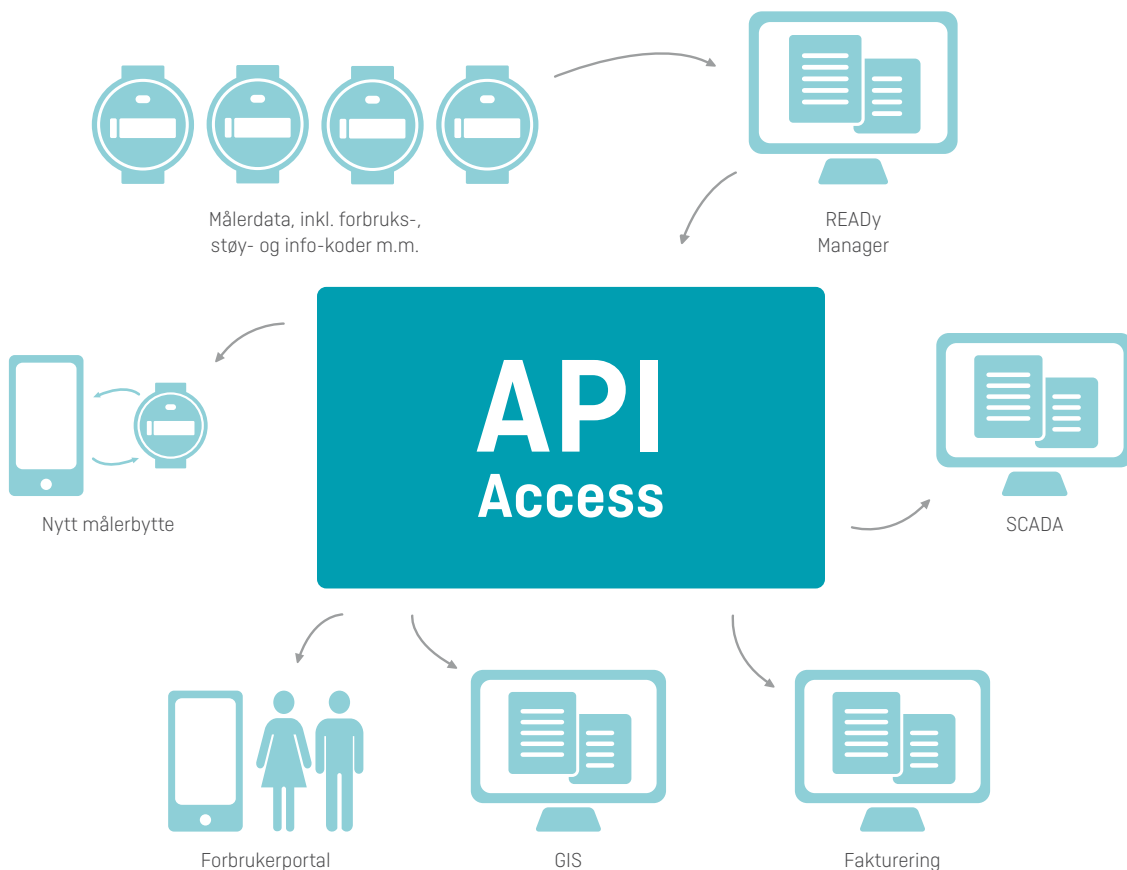 Målerdata, inkl. forbruks-,
støy- og info-koder m.m.
READy
Manager
API
Access
Nytt målerbytte
SCADA
Forbrukerportal
GIS
Fakturering